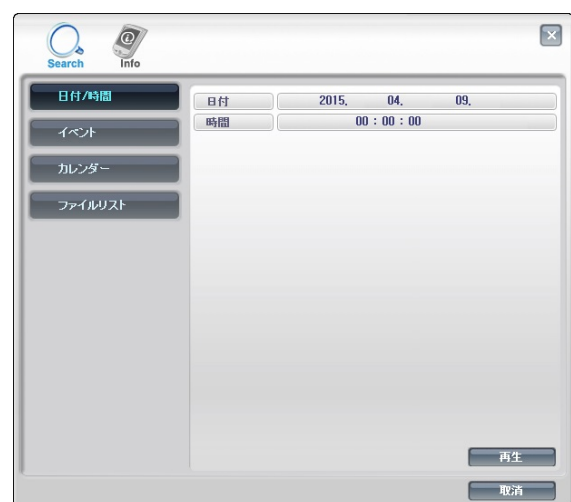 Search Info
日付/時間
イベント
カレンダー
ファイルリスト
日付 2015. 04. 09.
時間 00 : 00 : 00
再生
取消